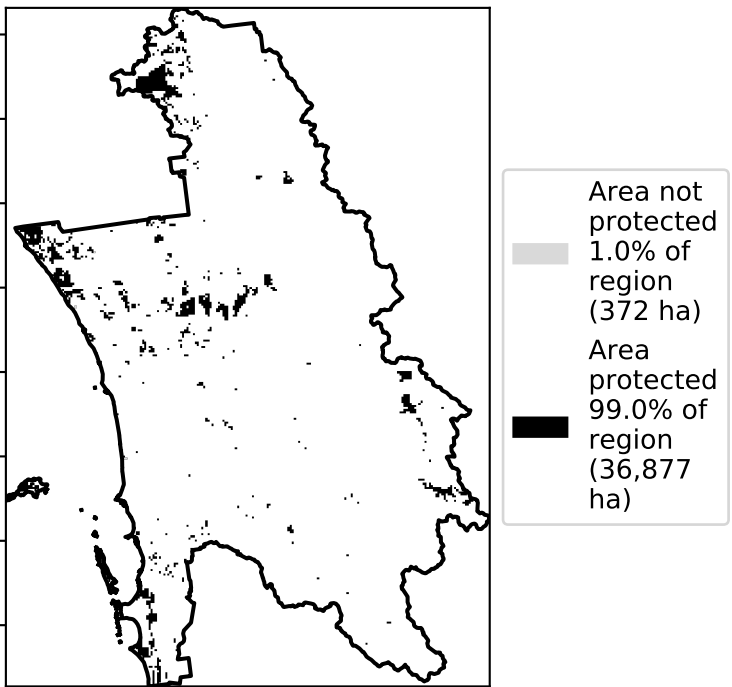 Area not
protected
1.0% of
region
(372 ha)
Area
protected
99.0% of
region
(36,877
ha)